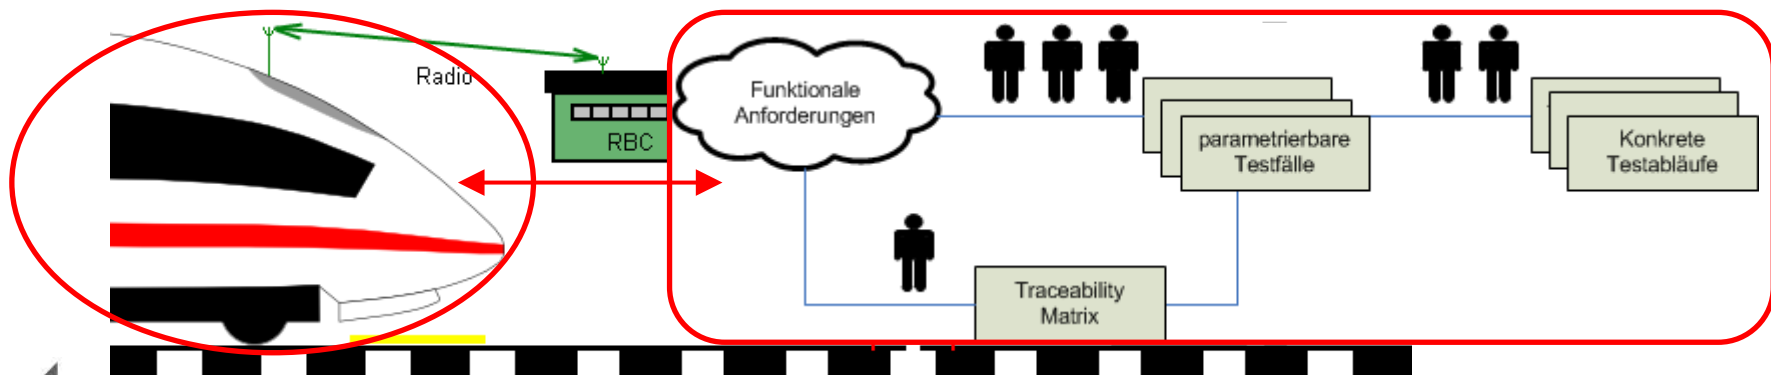 Radio
RBC
Funktionale
Anforderungen
parametrierbare
Testfälle
Konkrete
Testabläufe
Traceability
Matrix